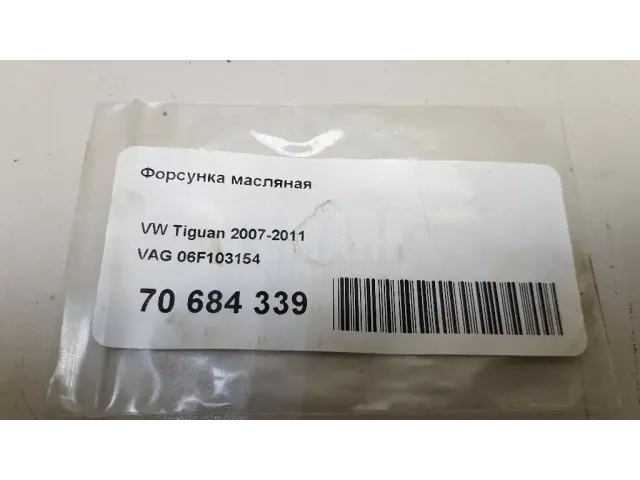 Форсунка масляная
VW Tiguan 2007-2011
VAG 06F103154
70 684 339